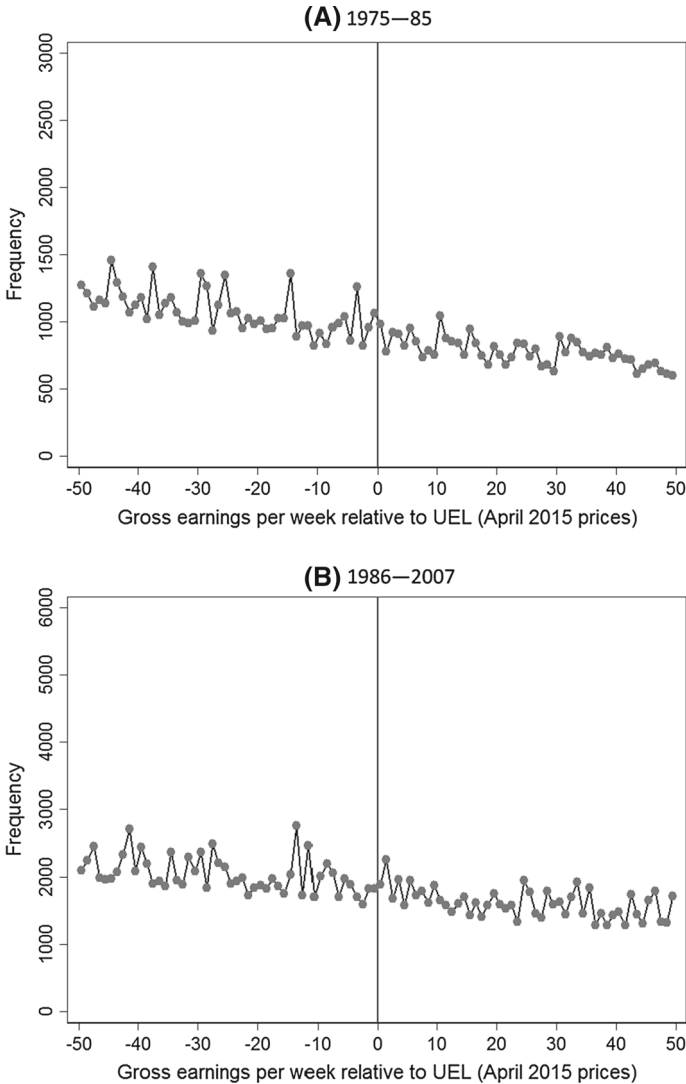 (A) 1975—85
3000
2500
2000
1500
1000
500
0
Frequency
-50 -40 -30 -20 -10 0 10 20 30 40 50
Gross earnings per week relative to UEL (April 2015 prices)
(B) 1986—2007
6000
5000
4000
3000
2000
1000
0
Frequency
-50 -40 -30 -20 -10 0 10 20 30 40 50
Gross earnings per week relative to UEL (April 2015 prices)